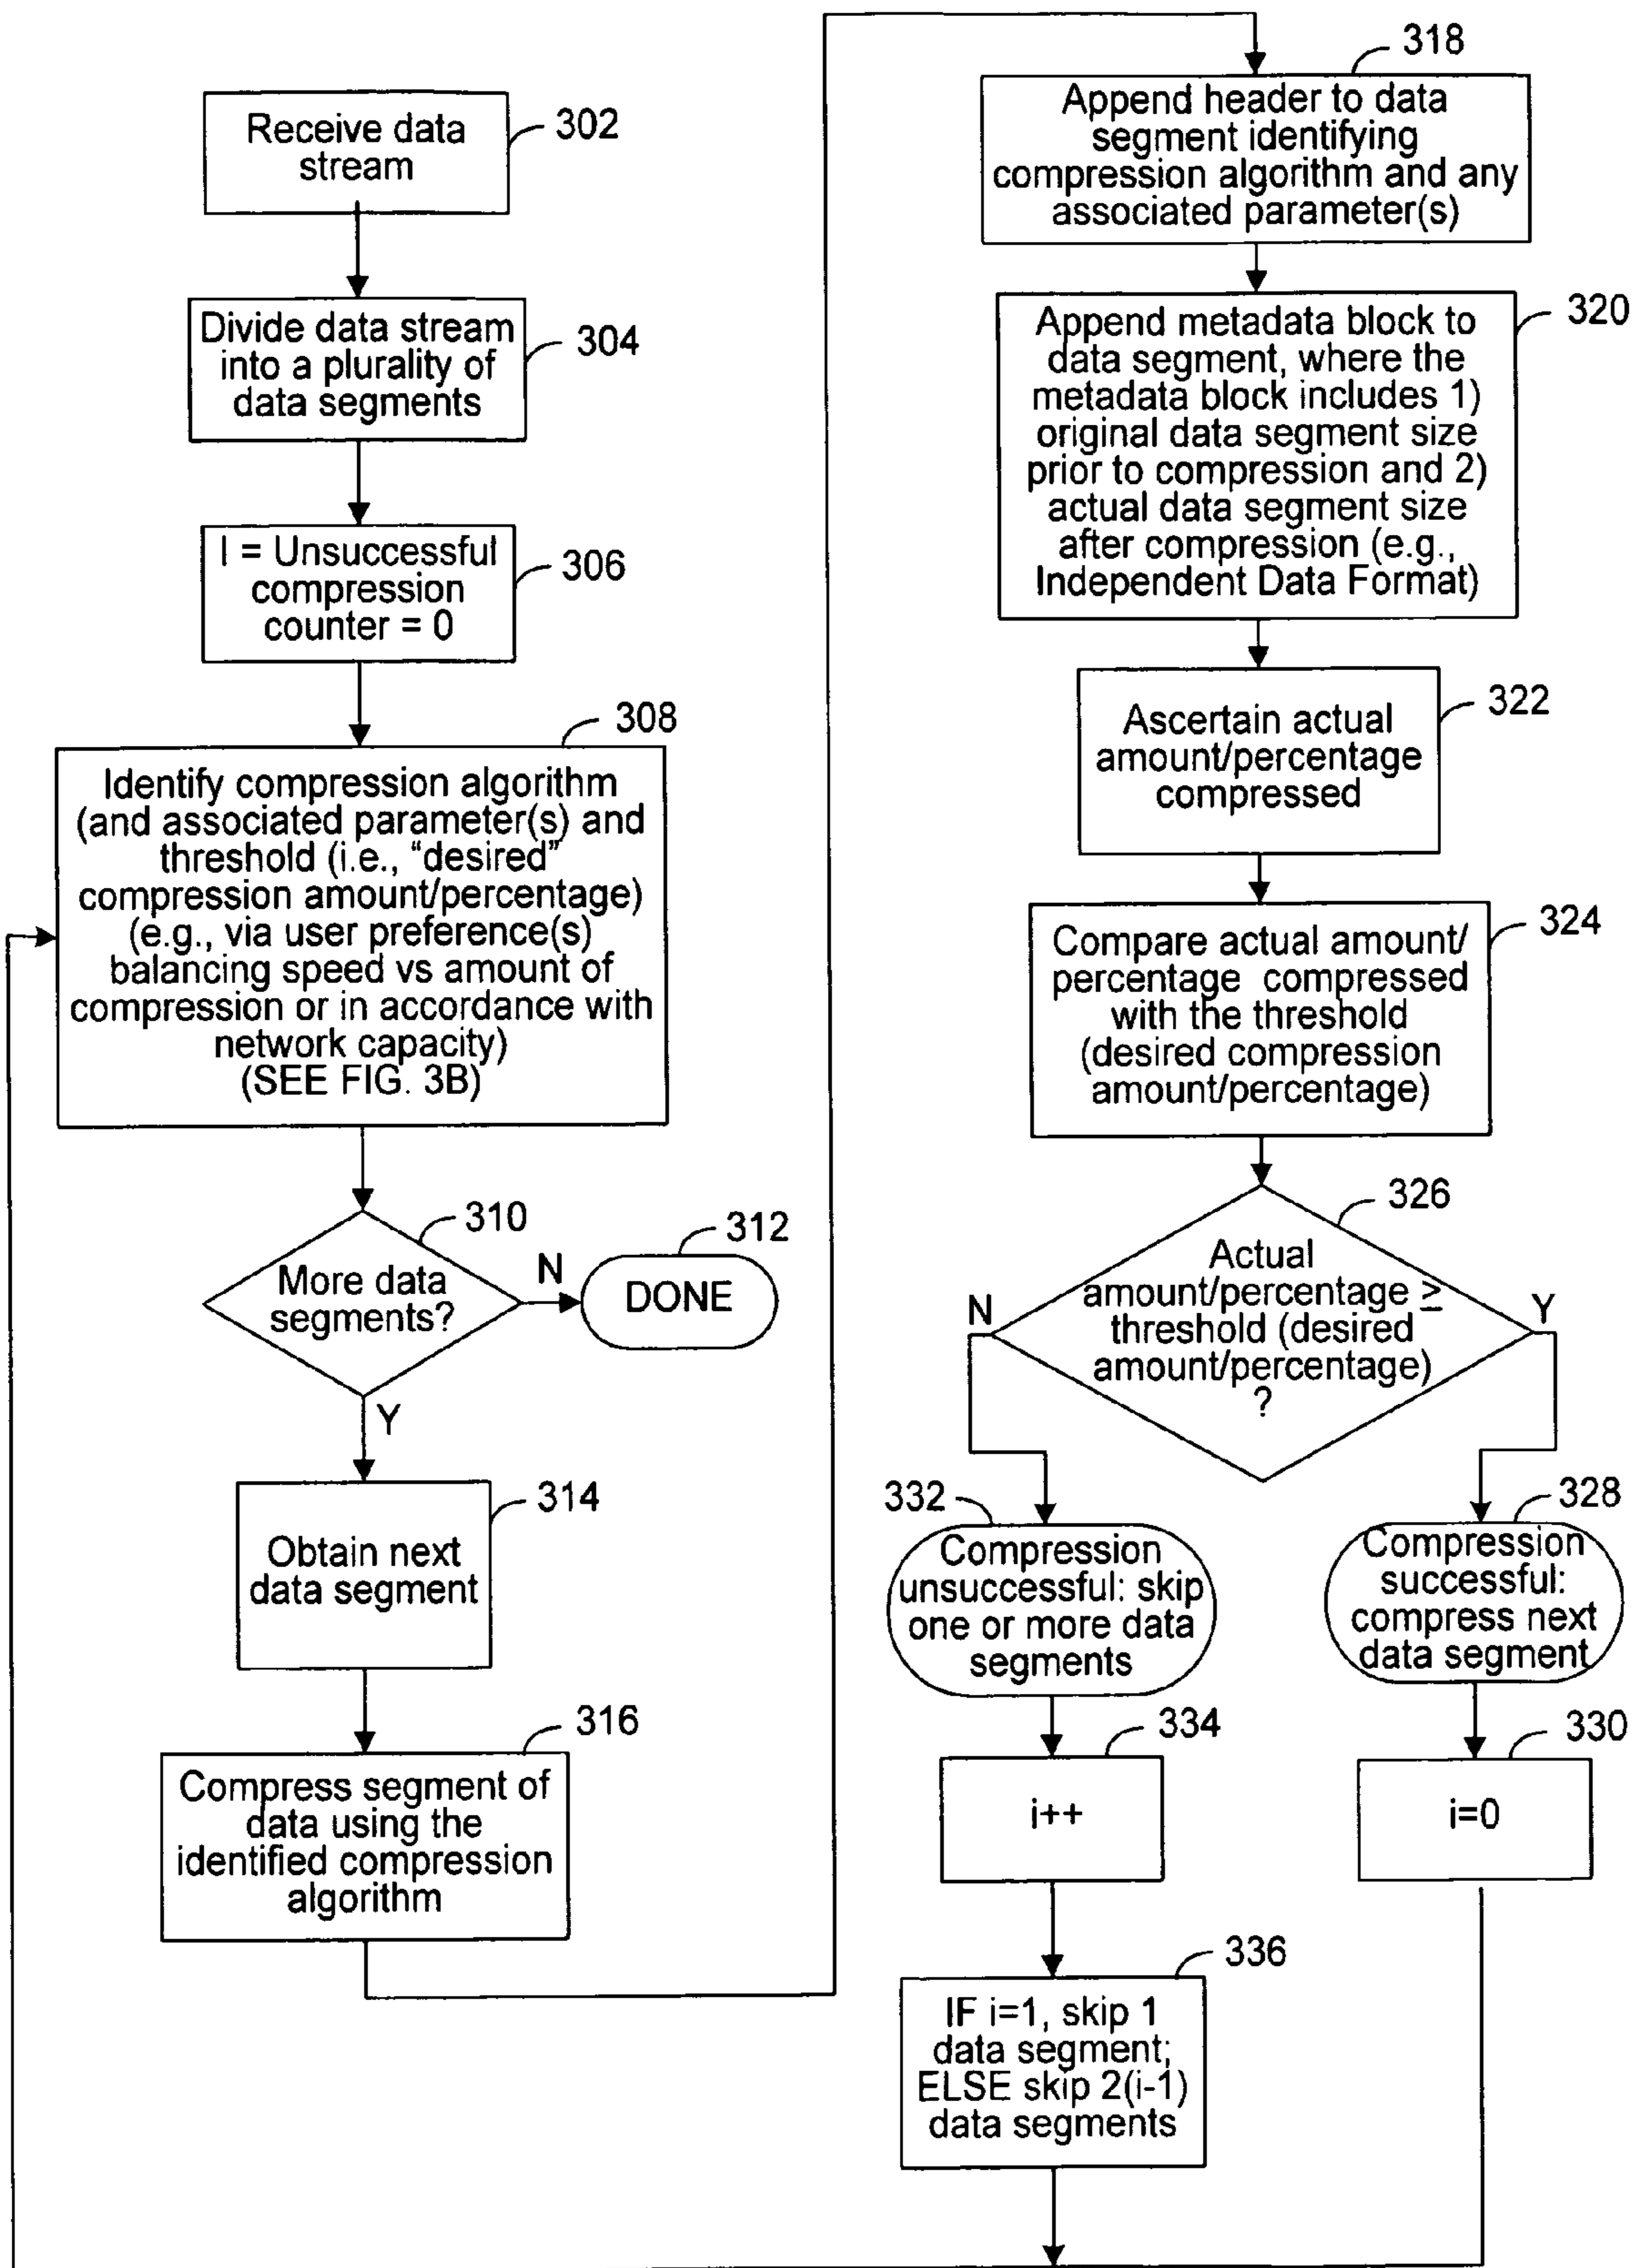 Receive data
stream
302
Divide data stream
into a plurality of
data segments
304
I = Unsuccessful
compression
counter = 0
306
308
Identify compression algorithm
(and associated parameter(s) and
threshold (i.e., “desired”
compression amount/percentage)
(e.g., via user preference(s)
balancing speed vs amount of
compression or in accordance with
network capacity)
(SEE FIG. 3B)
310
More data
segments?
N
312
DONE
Y
314
Obtain next
data segment
316
Compress segment of
data using the
identified compression
algorithm
318
Append header to data
segment identifying
compression algorithm and any
associated parameter(s)
320
Append metadata block to
data segment, where the
metadata block includes 1)
original data segment size
prior to compression and 2)
actual data segment size
after compression (e.g.,
Independent Data Format)
322
Ascertain actual
amount/percentage
compressed
324
Compare actual amount/
percentage compressed
with the threshold
(desired compression
amount/percentage)
326
Actual
amount/percentage ≥
threshold (desired
amount/percentage)
?
N
Y
332
Compression
unsuccessful: skip
one or more data
segments
328
Compression
successful:
compress next
data segment
334
i++
330
i=0
336
IF i=1, skip 1
data segment;
ELSE skip 2(i-1)
data segments